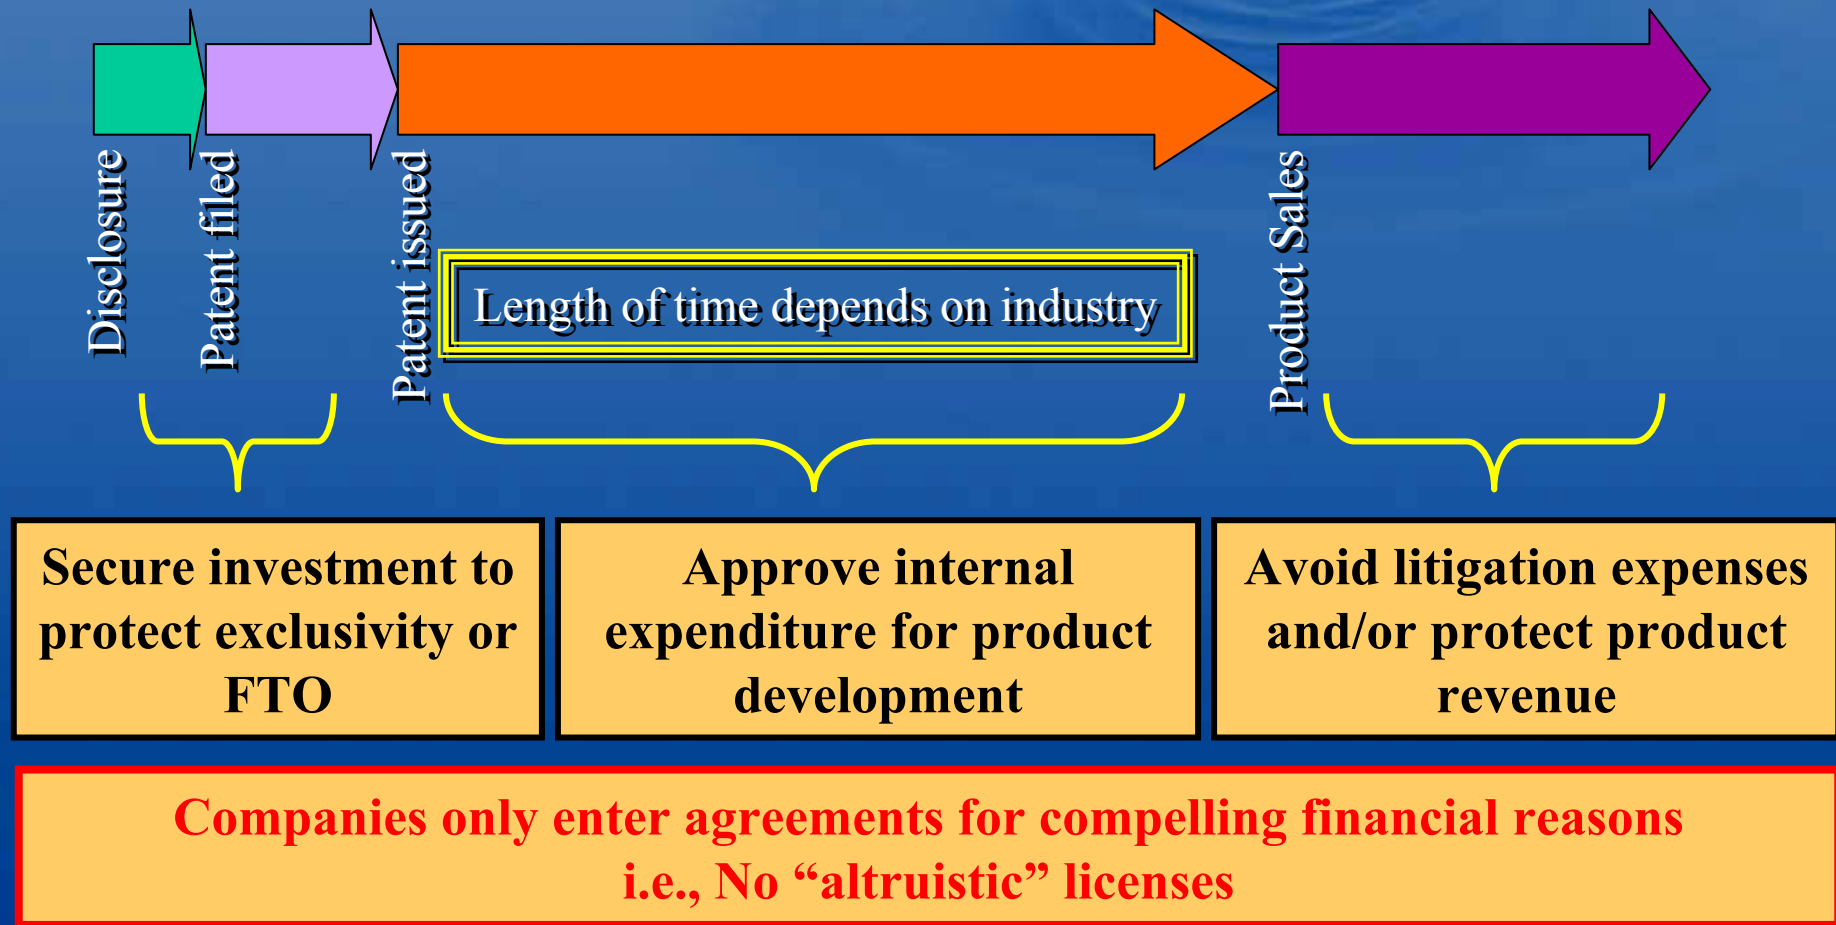 Disclosure
Patent filed
Patent issued
Product Sales
Length of time depends on industry
Secure investment to
protect exclusivity or
FTO
Approve internal
expenditure for product
development
Avoid litigation expenses
and/or protect product
revenue
Companies only enter agreements for compelling financial reasons
i.e., No “altruistic” licenses